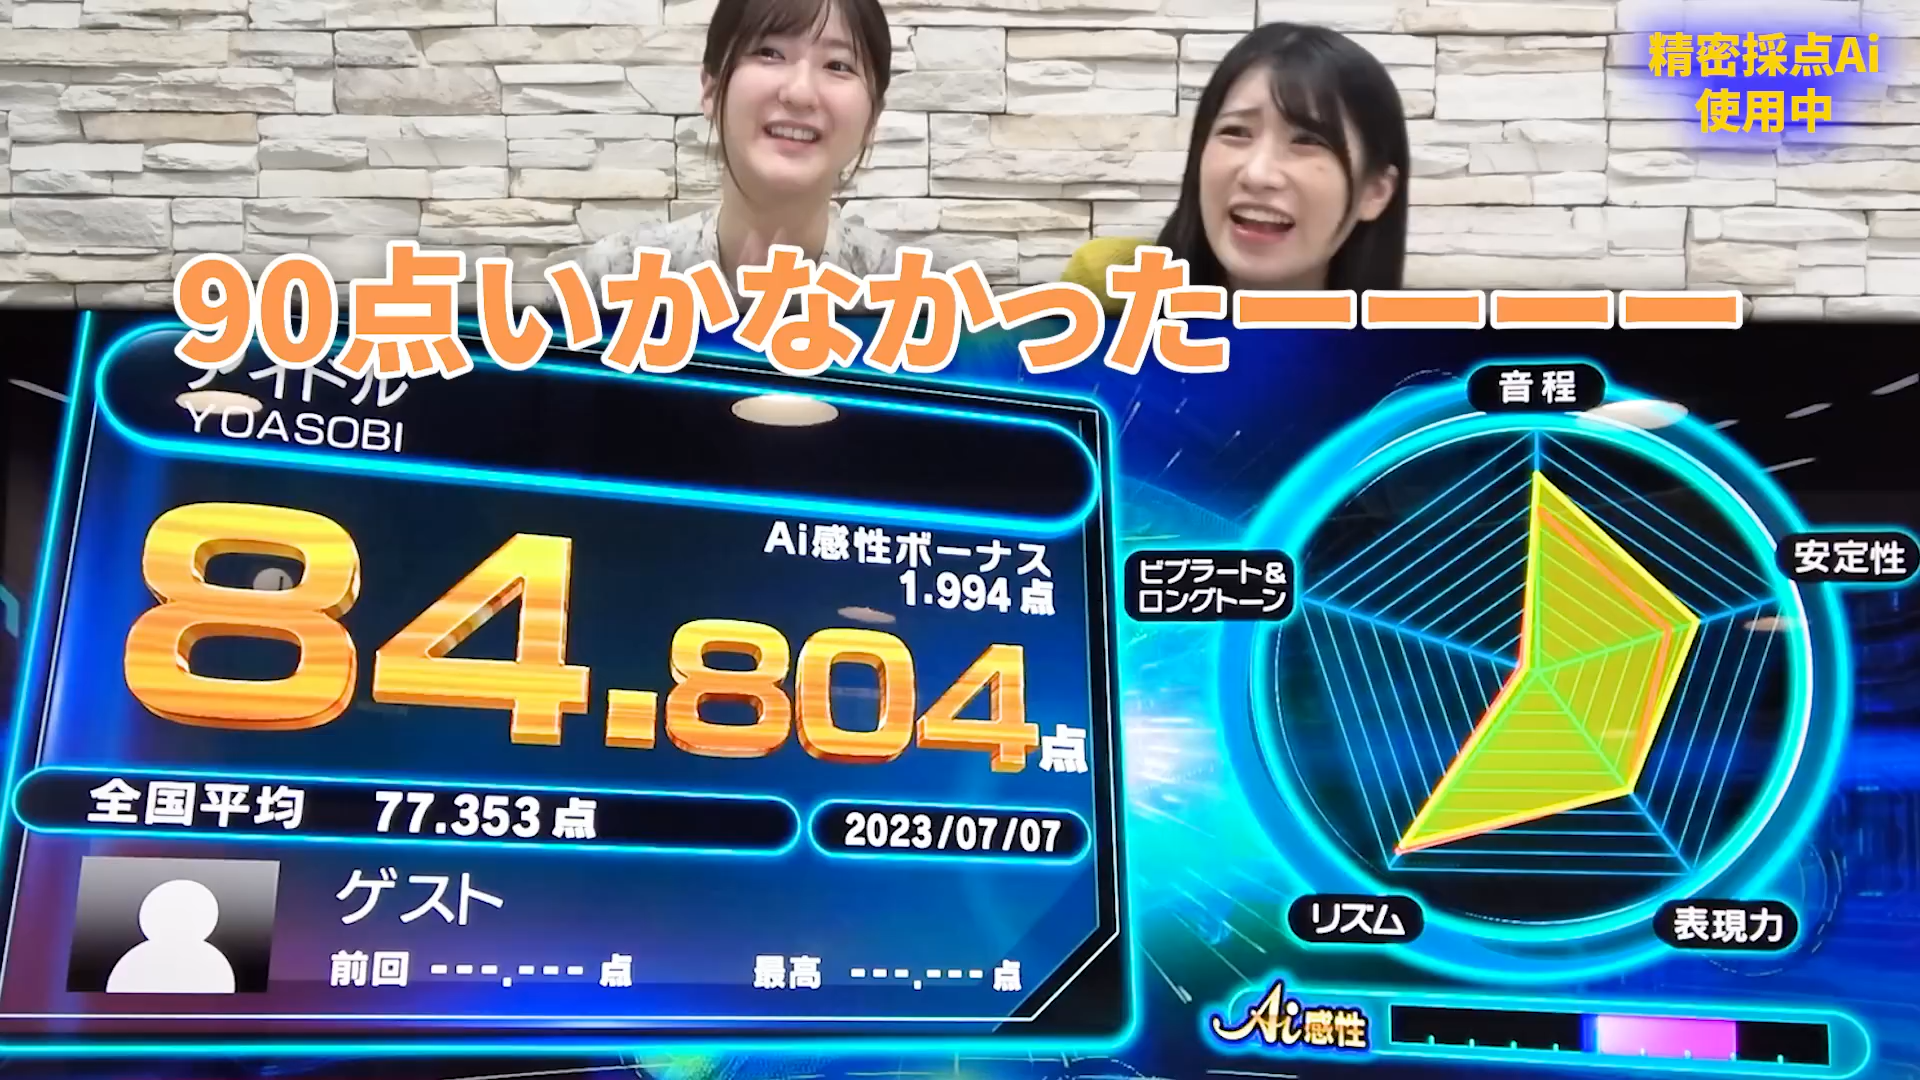 精密採点Ai
使用中
90点いかなかったーーーー
アイドル
YOASOBI
Ai感性ボーナス
1.994点
84.804点
全国平均 77.353点
2023/07/07
ゲスト
前回 ---.---点 最高 ---.---点
音程
安定性
ビブラート&
ロングトーン
リズム
表現力
Ai感性